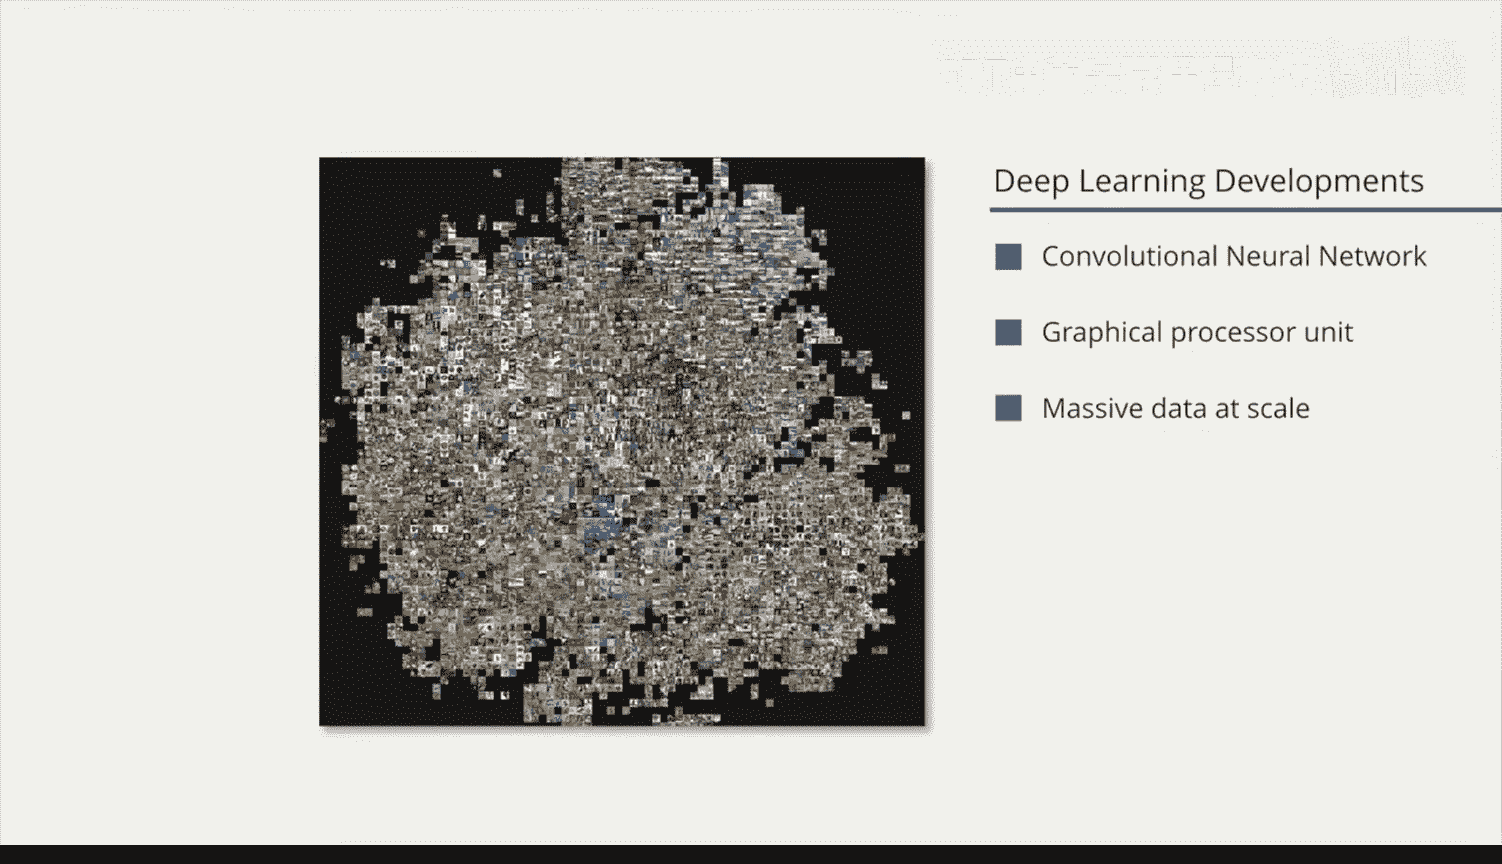 Deep Learning Developments
Convolutional Neural Network
Graphical processor unit
Massive data at scale